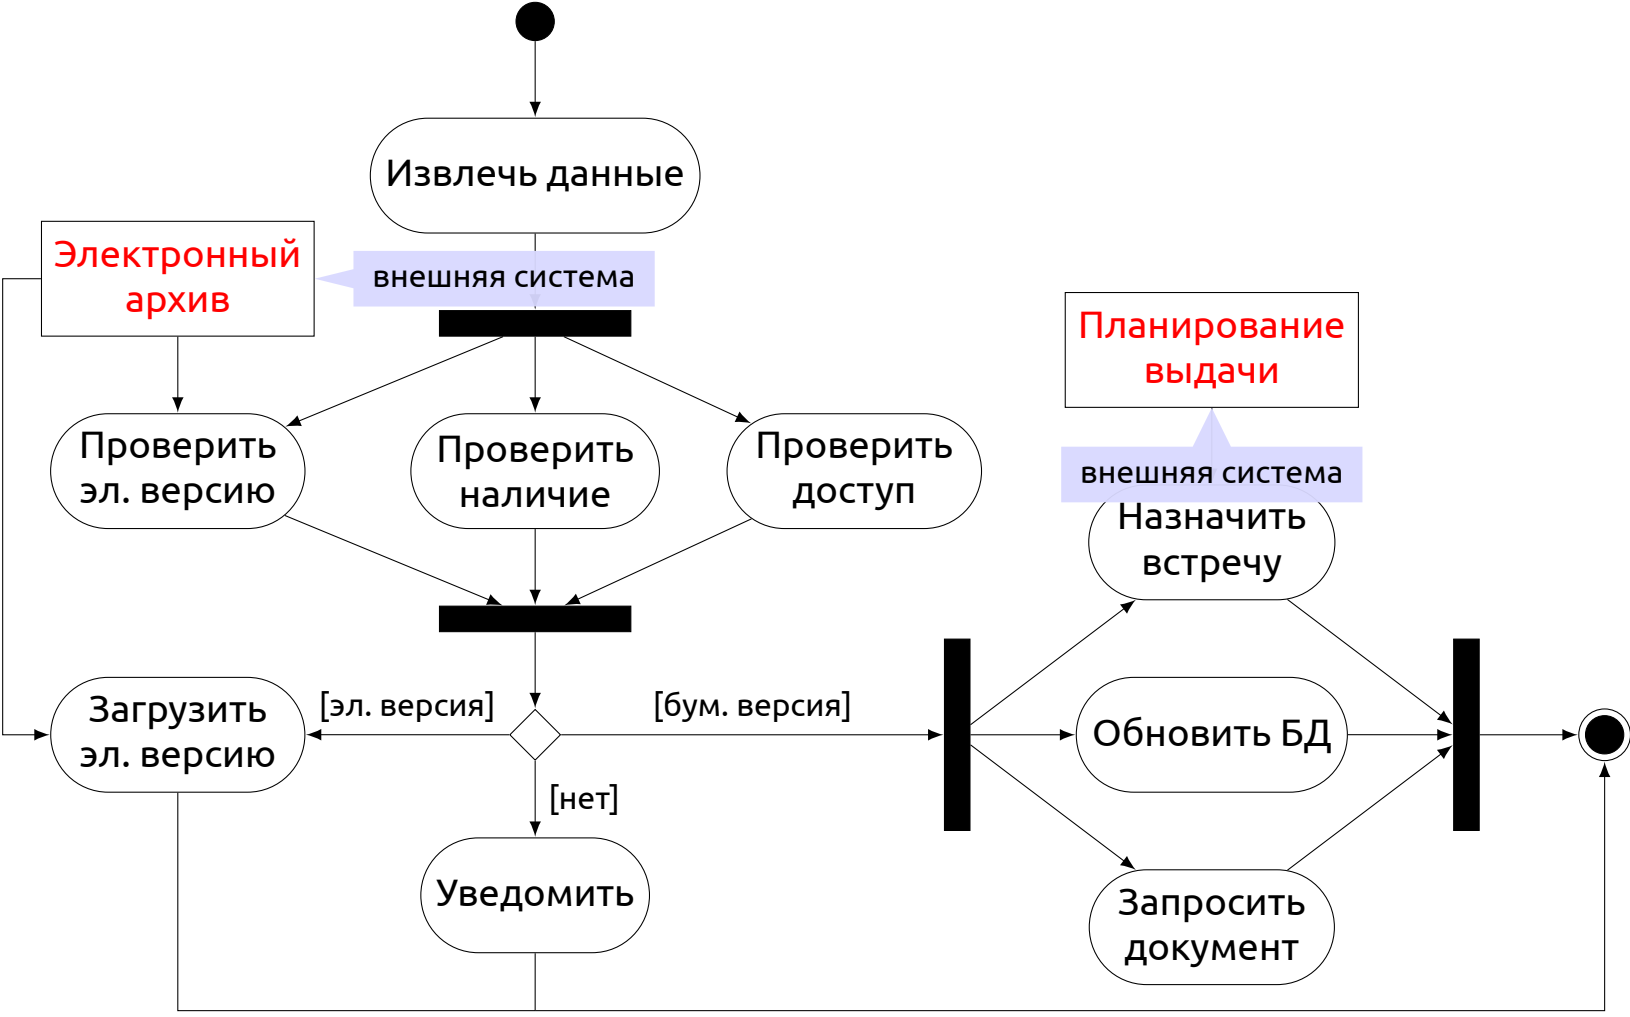 Извлечь данные
Электронный
архив
внешняя система
Планирование
выдачи
Проверить
эл. версию
Проверить
наличие
Проверить
доступ
внешняя система
Назначить
встречу
Загрузить
эл. версию
[эл. версия]
[бум. версия]
Обновить БД
[нет]
Уведомить
Запросить
документ